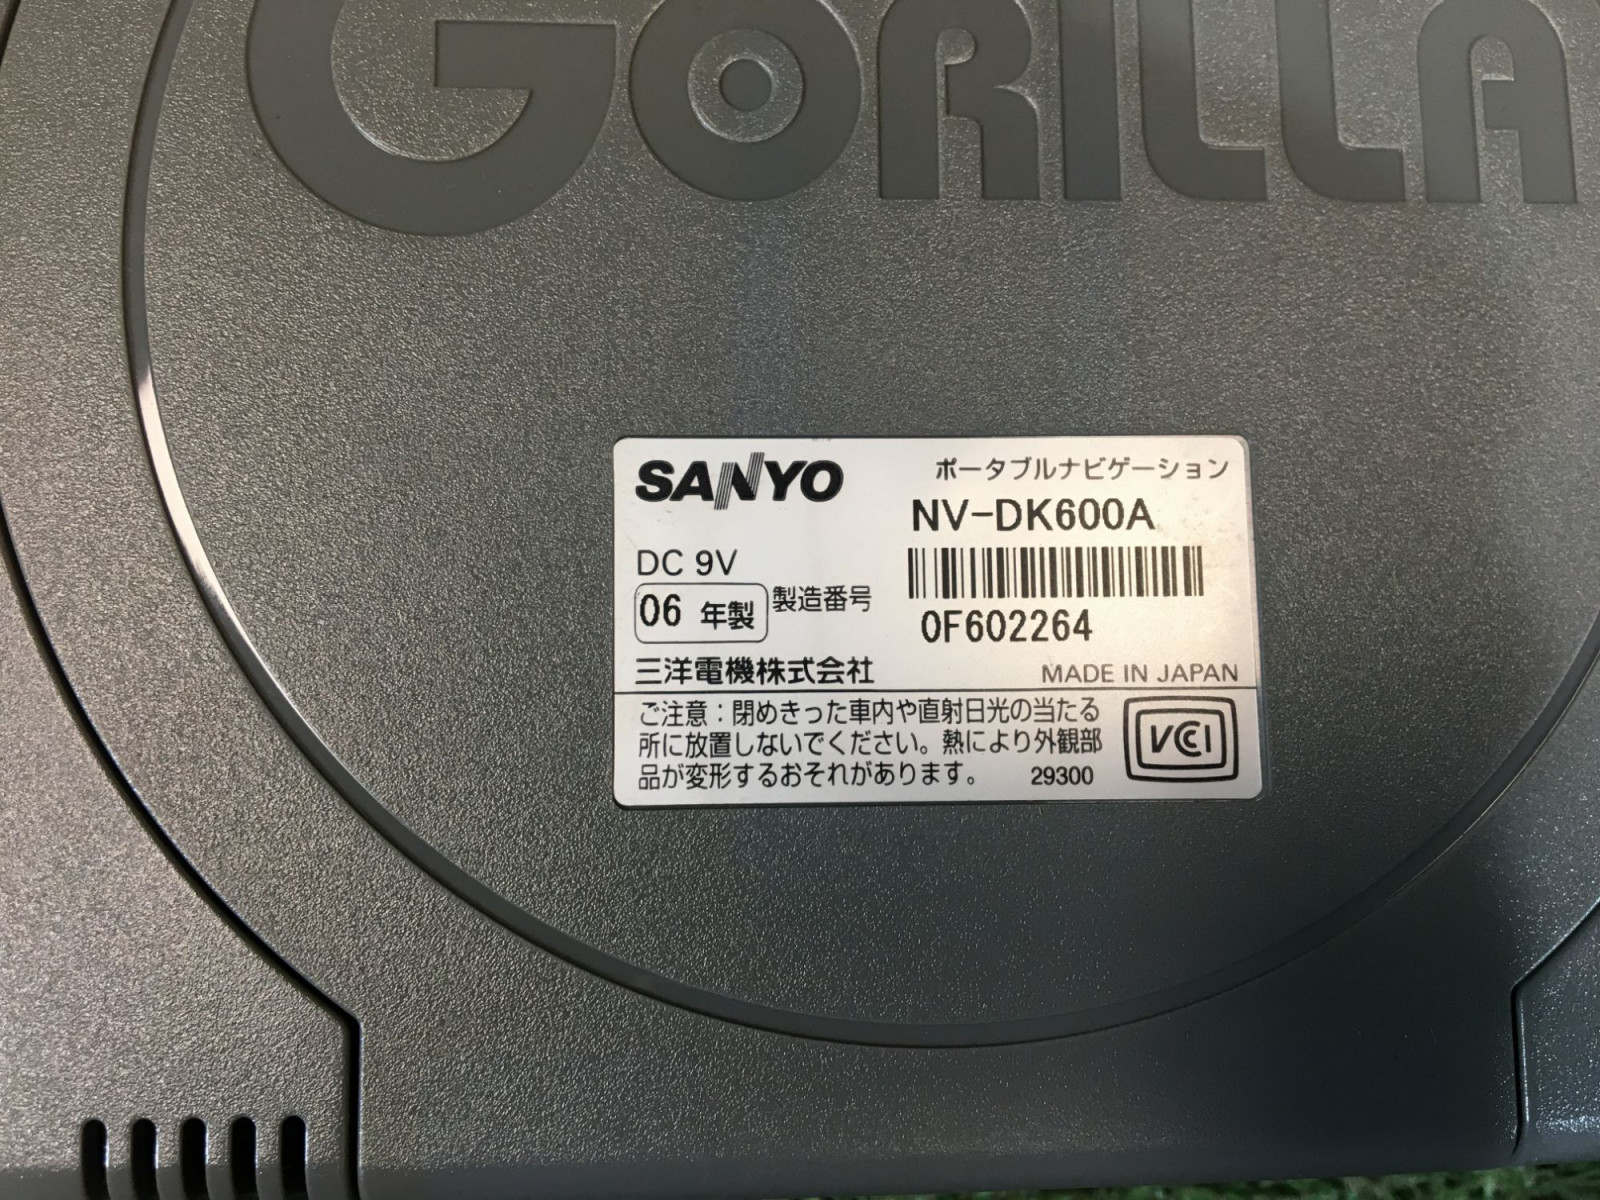 GORILLA
SANYO
ポータブルナビゲーション
NV-DK600A
DC 9V
06 年製
製造番号
0F602264
三洋電機株式会社
MADE IN JAPAN
ご注意：閉めきった車内や直射日光の当たる
所に放置しないでください。熱により外観部
品が変形するおそれがあります。 29300
VCCI